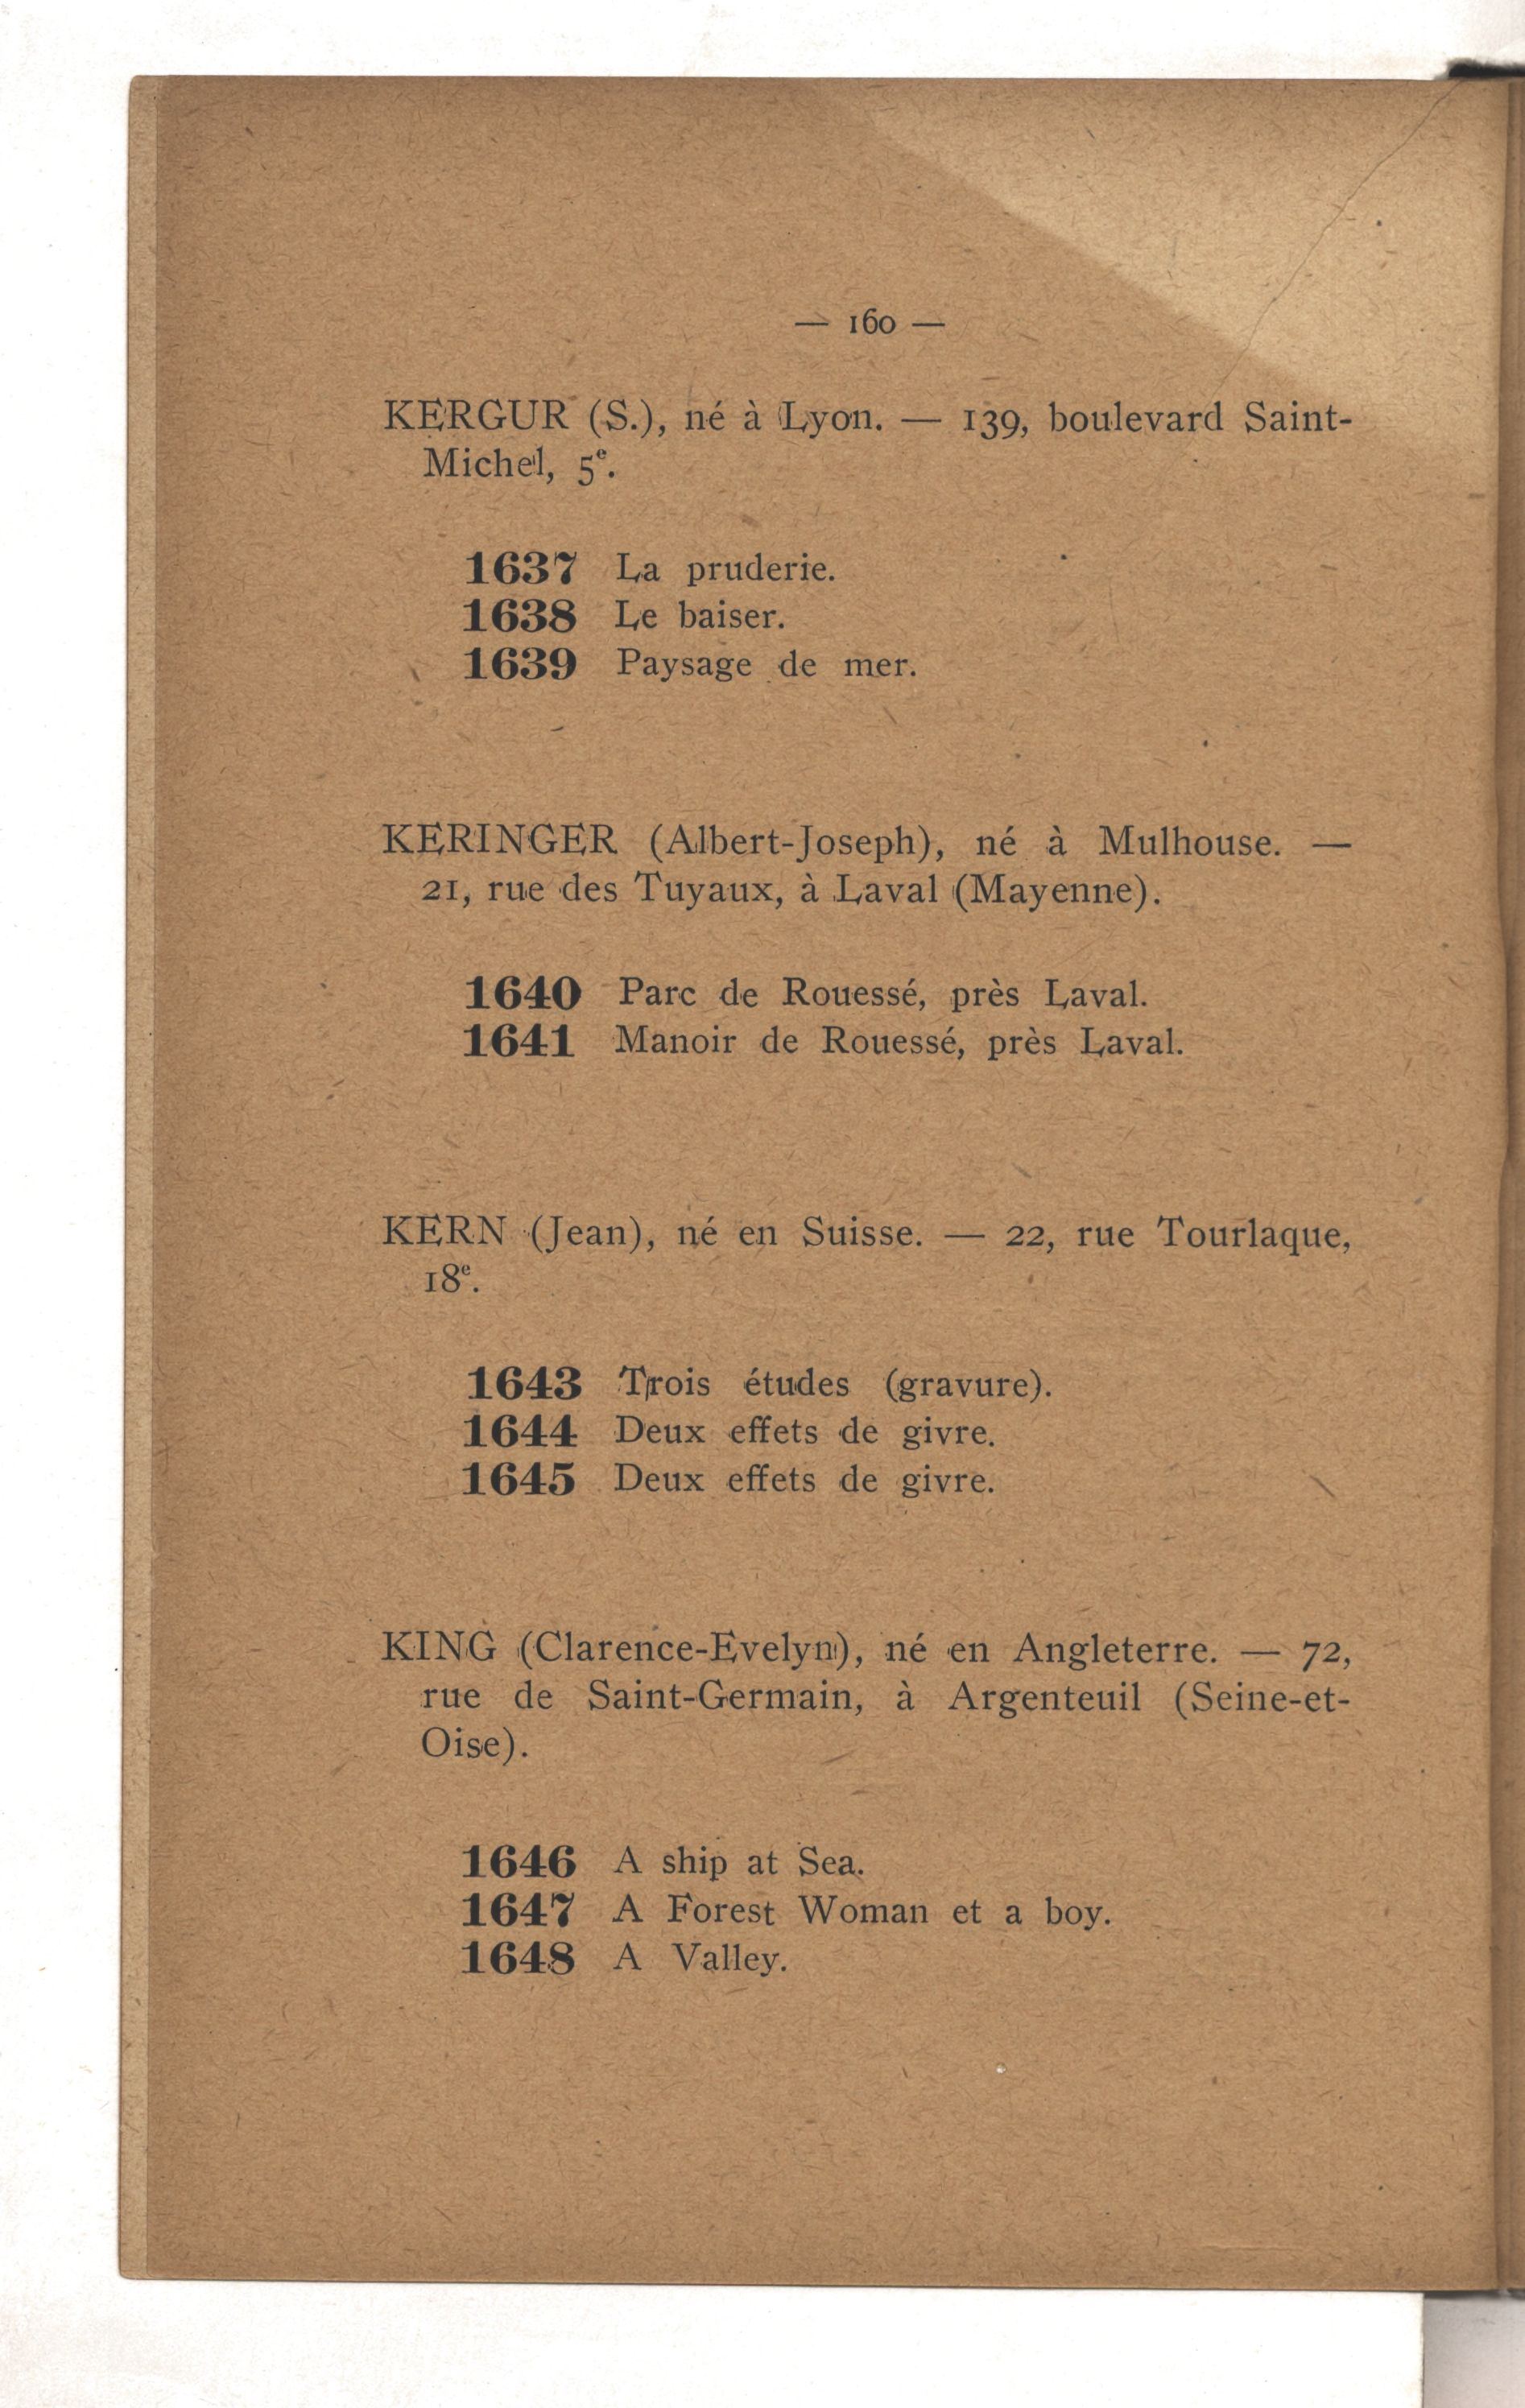 — 160 —
KERGUR (S.), né à Lyon. — 139, boulevard Saint-
Michel, 5e.
1637 La pruderie.
1638 Le baiser.
1639 Paysage de mer.
KERINGER (Albert-Joseph), né à Mulhouse. —
21, rue des Tuyaux, à Laval (Mayenne).
1640 Parc de Rouessé, près Laval.
1641 Manoir de Rouessé, près Laval.
KERN (Jean), né en Suisse. — 22, rue Tourlaque,
18e.
1643 Trois études (gravure).
1644 Deux effets de givre.
1645 Deux effets de givre.
KING (Clarence-Evelyn), né en Angleterre. — 72,
rue de Saint-Germain, à Argenteuil (Seine-et-
Oise).
1646 A ship at Sea.
1647 A Forest Woman et a boy.
1648 A Valley.